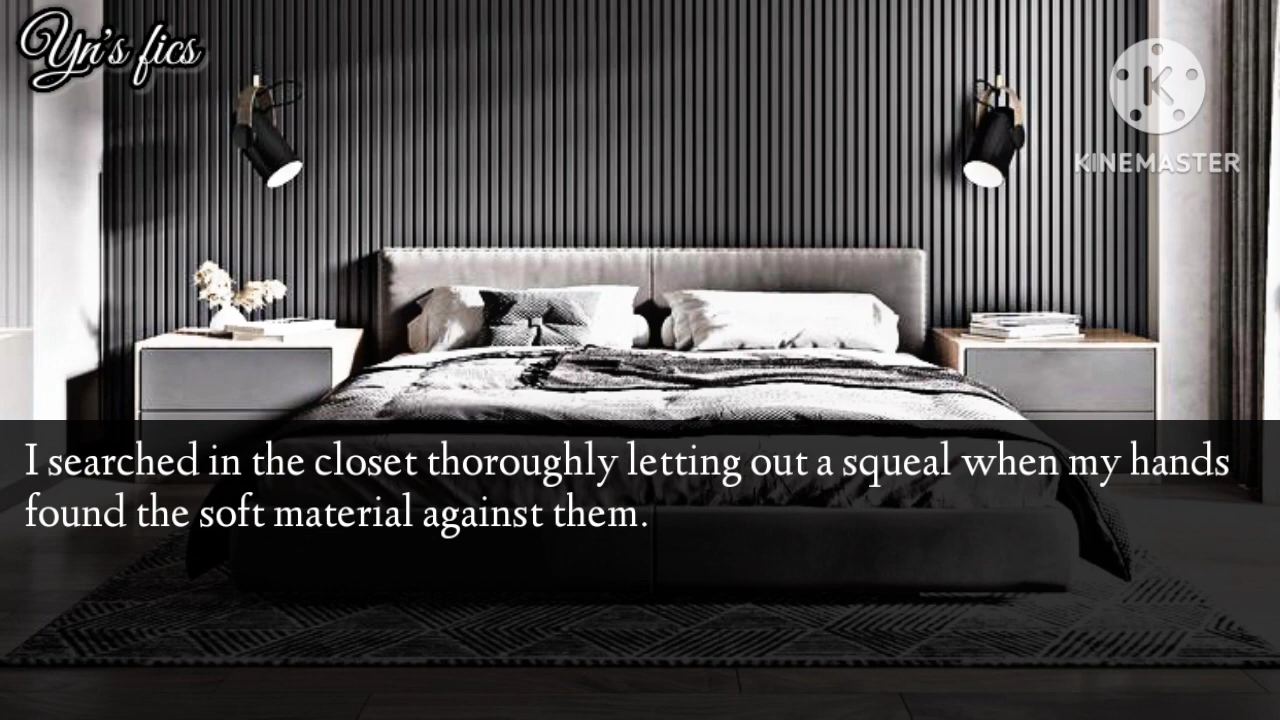 Yn's fics
KINEMASTER
I searched in the closet thoroughly letting out a squeal when my hands
found the soft material against them.